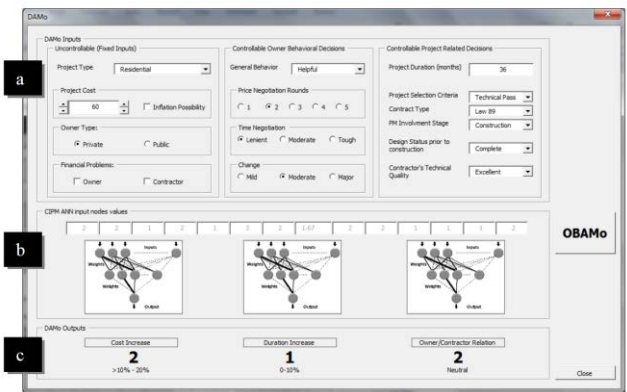 DAMo
DAMo Inputs
Uncontrollable (Fixed Inputs)
Project Type Residential
Project Cost
60 Inflation Possibility
Owner Type:
Private Public
Financial Problems:
Owner Contractor
Controllable Owner Behavioral Decisions
General Behavior Helpful
Price Negotiation Rounds
1 2 3 4 5
Time Negotiation
Lenient Moderate Tough
Change
Mild Moderate Major
Controllable Project Related Decisions
Project Duration (months) 36
Project Selection Criteria Technical Pass
Contract Type Law 89
PM Involvment Stage Construction
Design Status prior to construction Complete
Contractor's Technical Quality Excellent
a
CIPM ANN input nodes values
2 2 1 2 1 3 2 1.67 2 1 1 1 2
Inputs
Weights
Weights
Output
Inputs
Weights
Weights
Output
Inputs
Weights
Weights
Output
b
OBAMo
DAMo Outputs
Cost Increase
2
>10% - 20%
Duration Increase
1
0-10%
Owner/Contractor Relation
2
Neutral
c
Close